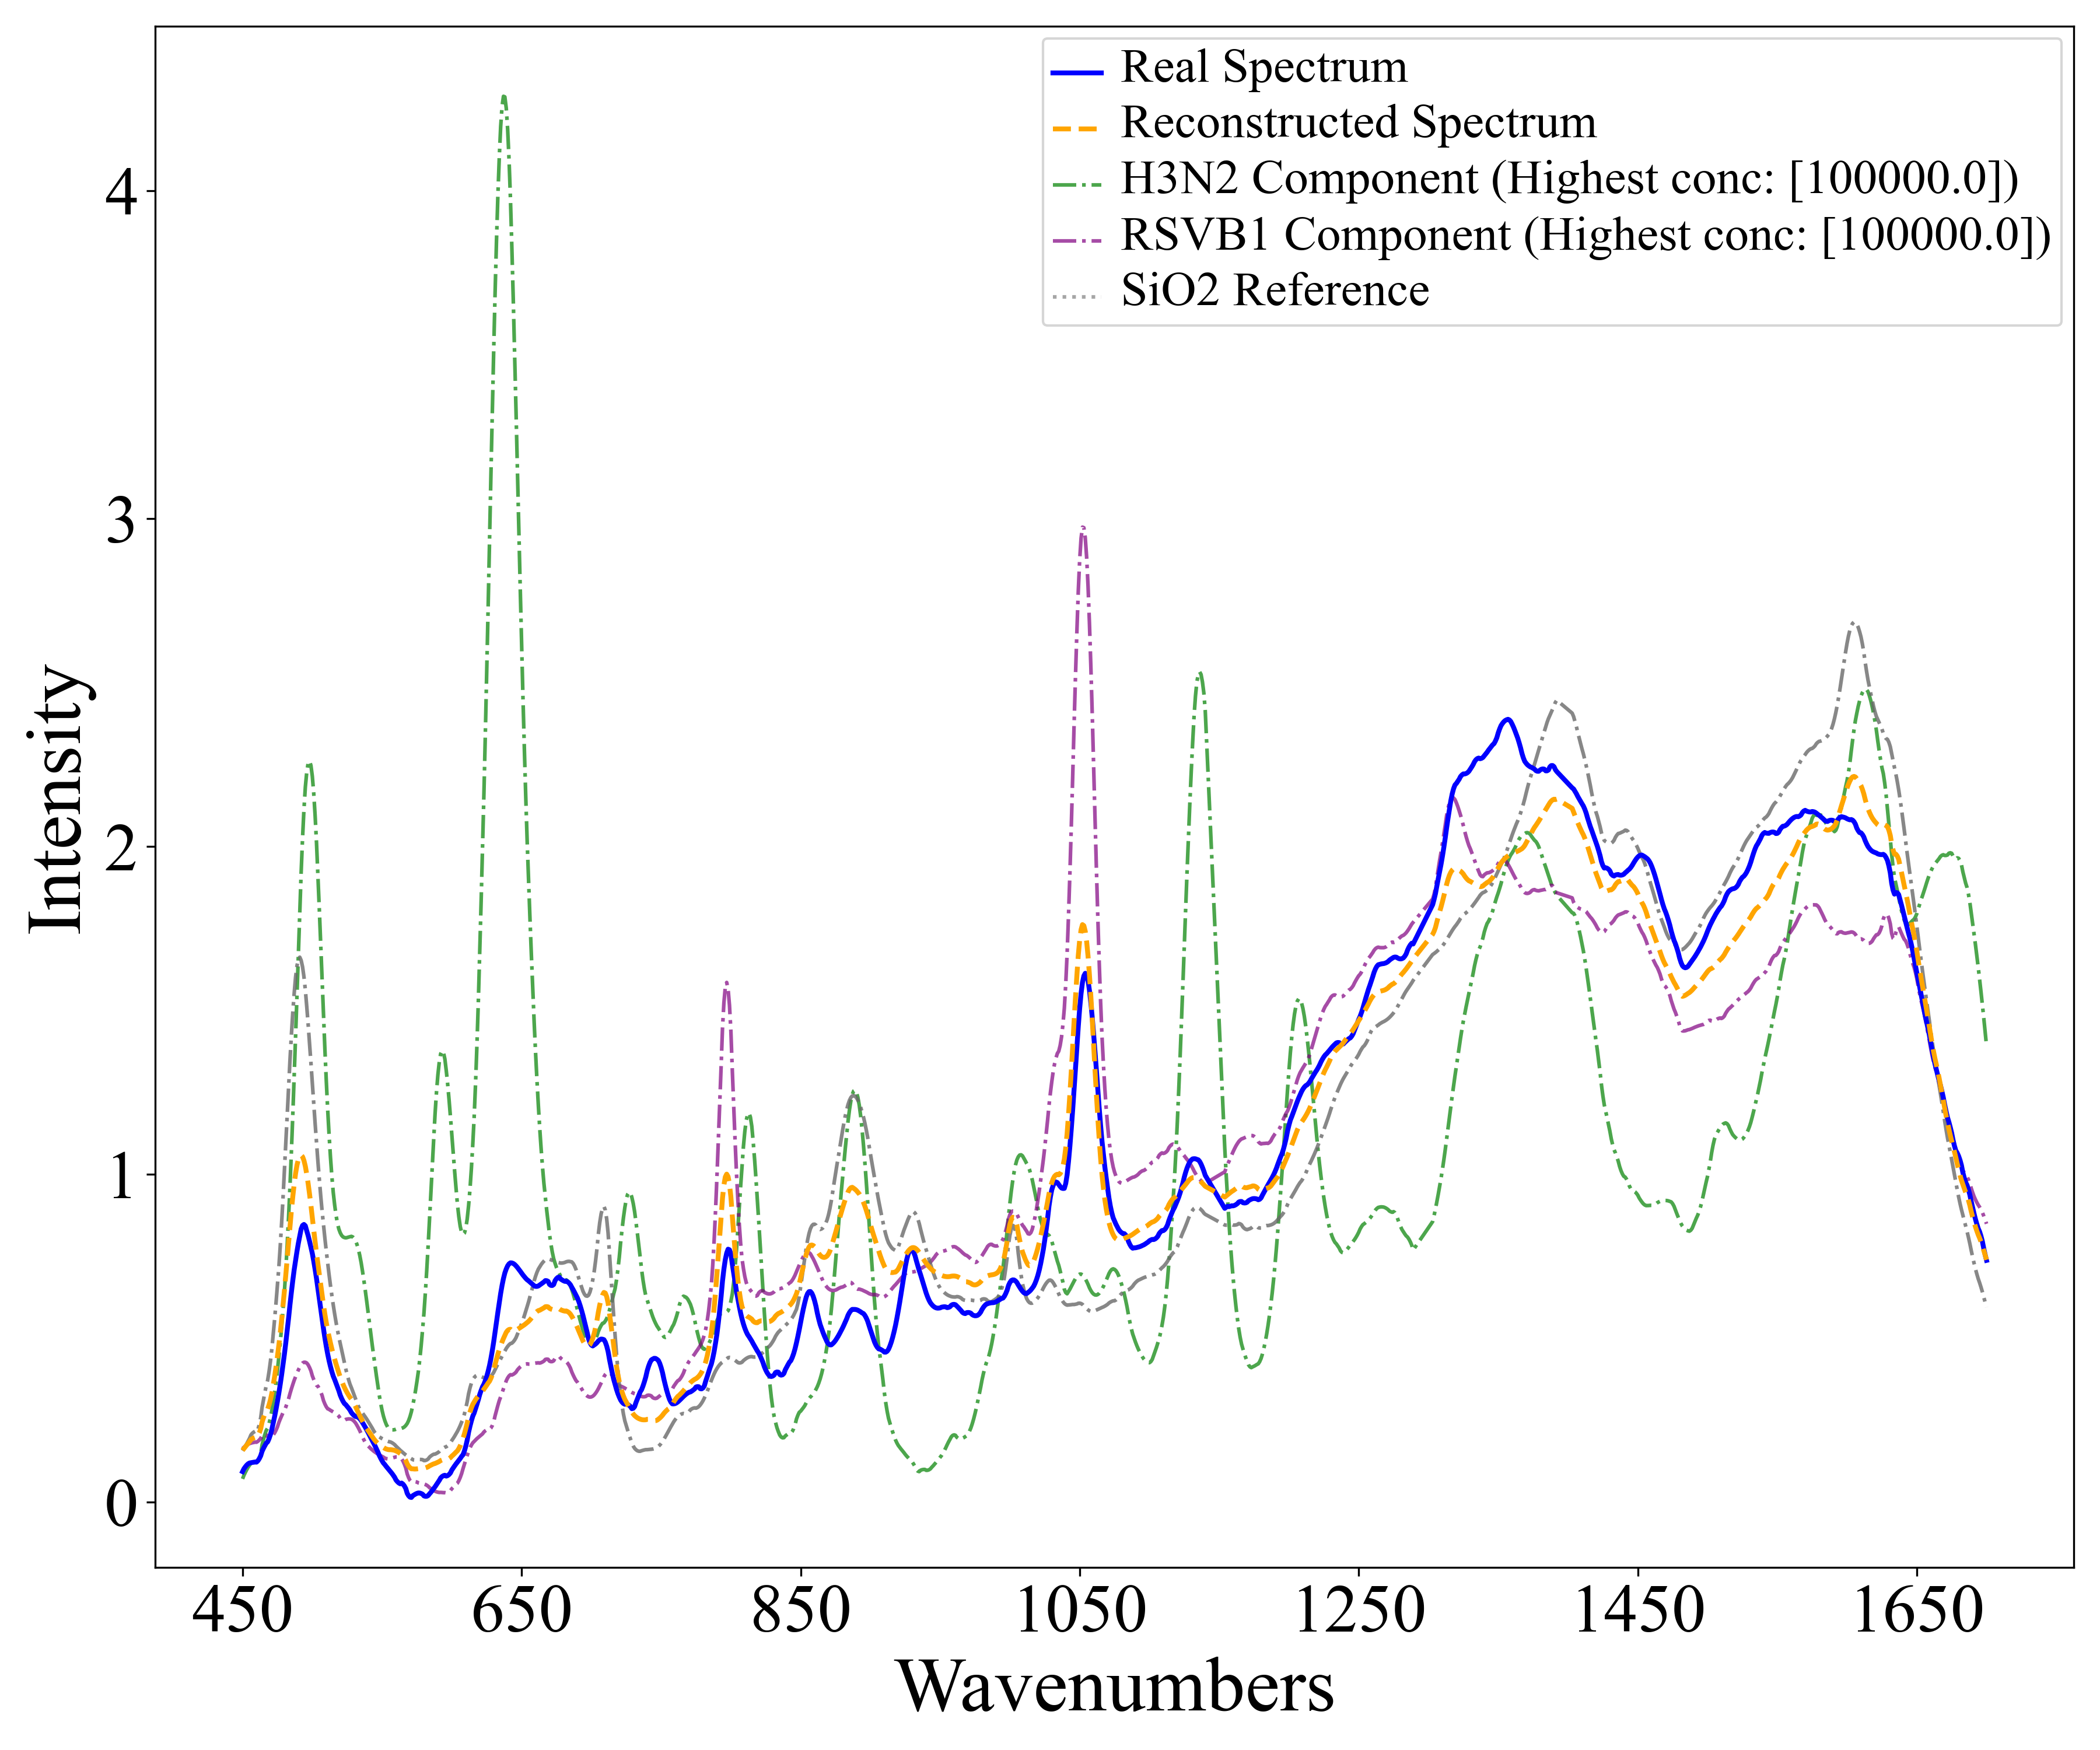 Real Spectrum
Reconstructed Spectrum
H3N2 Component (Highest conc: [100000.0])
RSVB1 Component (Highest conc: [100000.0])
SiO2 Reference
4
3
2
1
0
Intensity
450 650 850 1050 1250 1450 1650
Wavenumbers